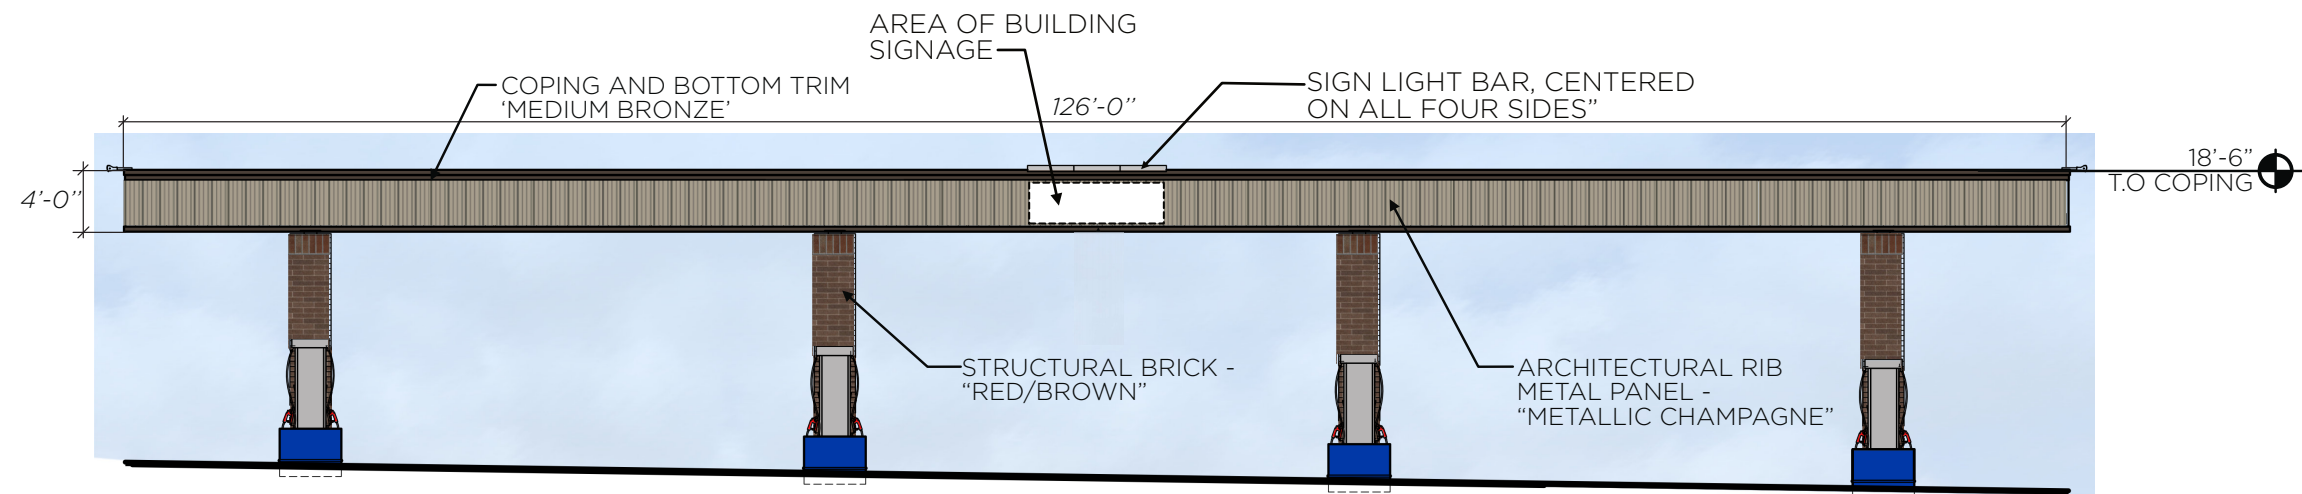 AREA OF BUILDING
SIGNAGE
COPING AND BOTTOM TRIM
‘MEDIUM BRONZE’
126’-0”
SIGN LIGHT BAR, CENTERED
ON ALL FOUR SIDES”
18’-6”
T.O COPING
4’-0”
STRUCTURAL BRICK -
“RED/BROWN”
ARCHITECTURAL RIB
METAL PANEL -
“METALLIC CHAMPAGNE”